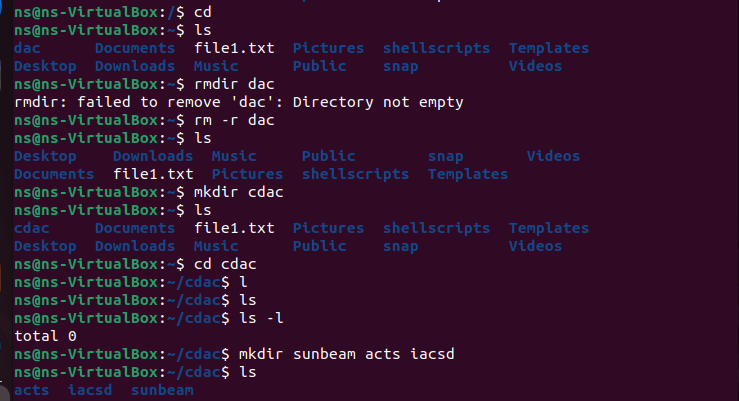 ns@ns-VirtualBox:/$ cd
ns@ns-VirtualBox:~$ ls
dac Documents file1.txt Pictures shellscripts Templates
Desktop Downloads Music Public snap Videos
ns@ns-VirtualBox:~$ rmdir dac
rmdir: failed to remove 'dac': Directory not empty
ns@ns-VirtualBox:~$ rm -r dac
ns@ns-VirtualBox:~$ ls
Desktop Downloads Music Public snap Videos
Documents file1.txt Pictures shellscripts Templates
ns@ns-VirtualBox:~$ mkdir cdac
ns@ns-VirtualBox:~$ ls
cdac Documents file1.txt Pictures shellscripts Templates
Desktop Downloads Music Public snap Videos
ns@ns-VirtualBox:~$ cd cdac
ns@ns-VirtualBox:~/cdac$ l
ns@ns-VirtualBox:~/cdac$ ls
ns@ns-VirtualBox:~/cdac$ ls -l
total 0
ns@ns-VirtualBox:~/cdac$ mkdir sunbeam acts iacsd
ns@ns-VirtualBox:~/cdac$ ls
acts iacsd sunbeam